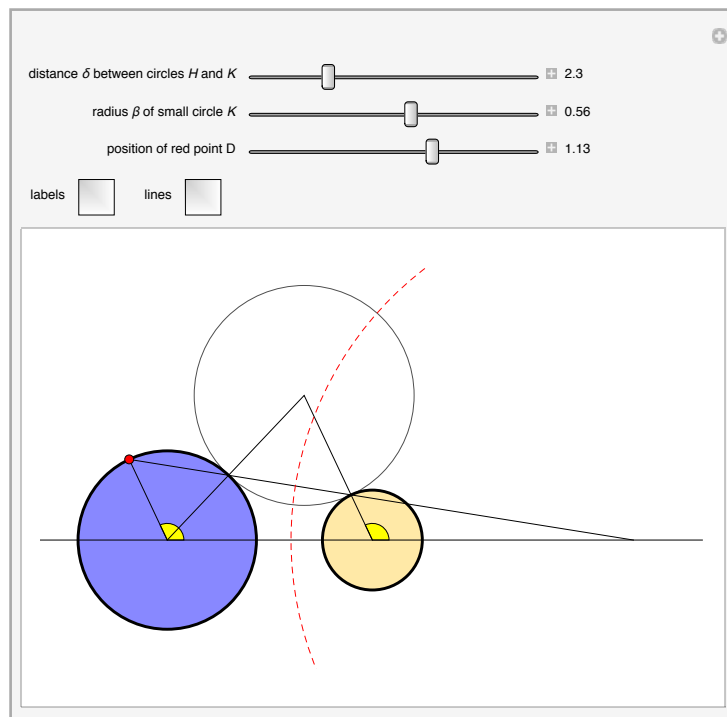 distance δ between circles H and K 2.3
radius β of small circle K 0.56
position of red point D 1.13
labels lines